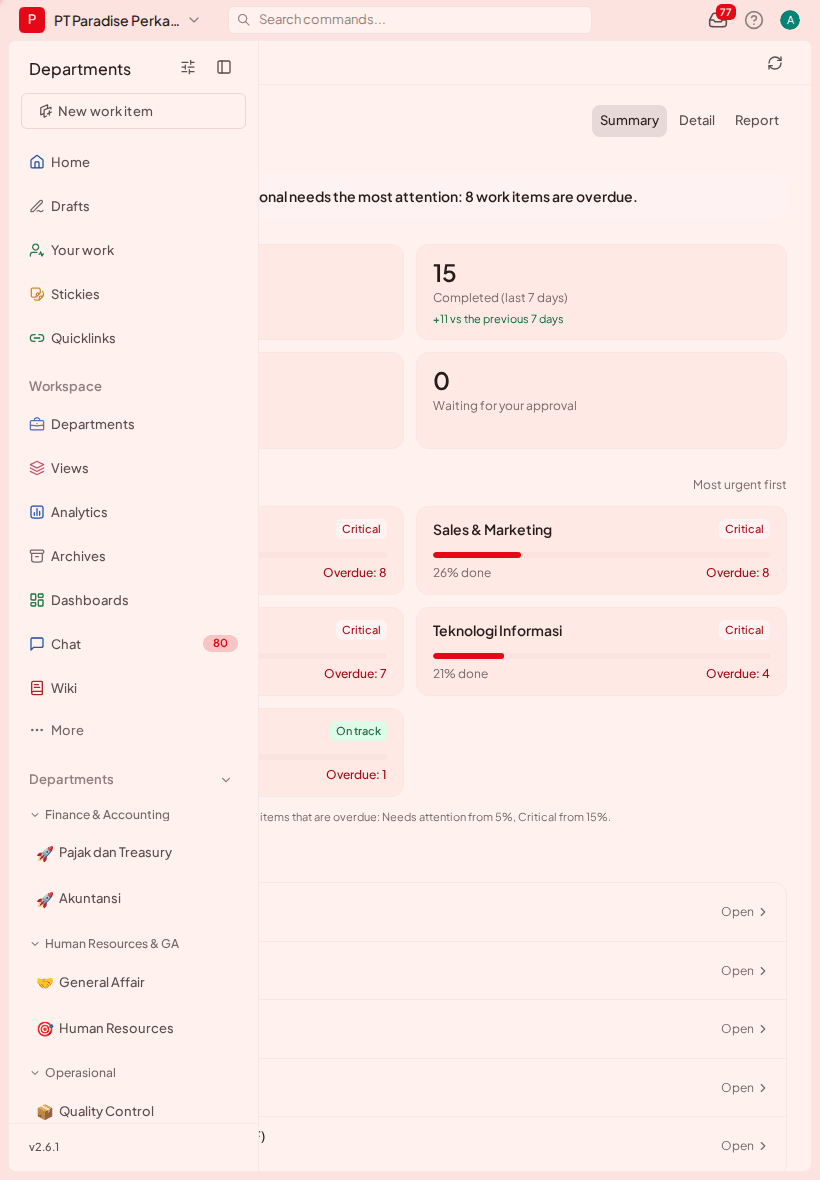 P PT Paradise Perka... Search commands... 77 A
Departments
New work item
Summary Detail Report
Home
Drafts
onal needs the most attention: 8 work items are overdue.
Your work
15
Completed (last 7 days)
+11 vs the previous 7 days
Stickies
Quicklinks
Workspace
0
Waiting for your approval
Departments
Views
Most urgent first
Analytics
Critical
Sales & Marketing Critical
Archives
Overdue: 8
26% done Overdue: 8
Dashboards
Chat 80
Critical
Teknologi Informasi Critical
Overdue: 7
21% done Overdue: 4
Wiki
More
On track
Overdue: 1
Departments
Finance & Accounting
items that are overdue: Needs attention from 5%, Critical from 15%.
Pajak dan Treasury
Akuntansi
Open
Human Resources & GA
General Affair
Open
Human Resources
Open
Operasional
Open
Quality Control
)
Open
v2.6.1